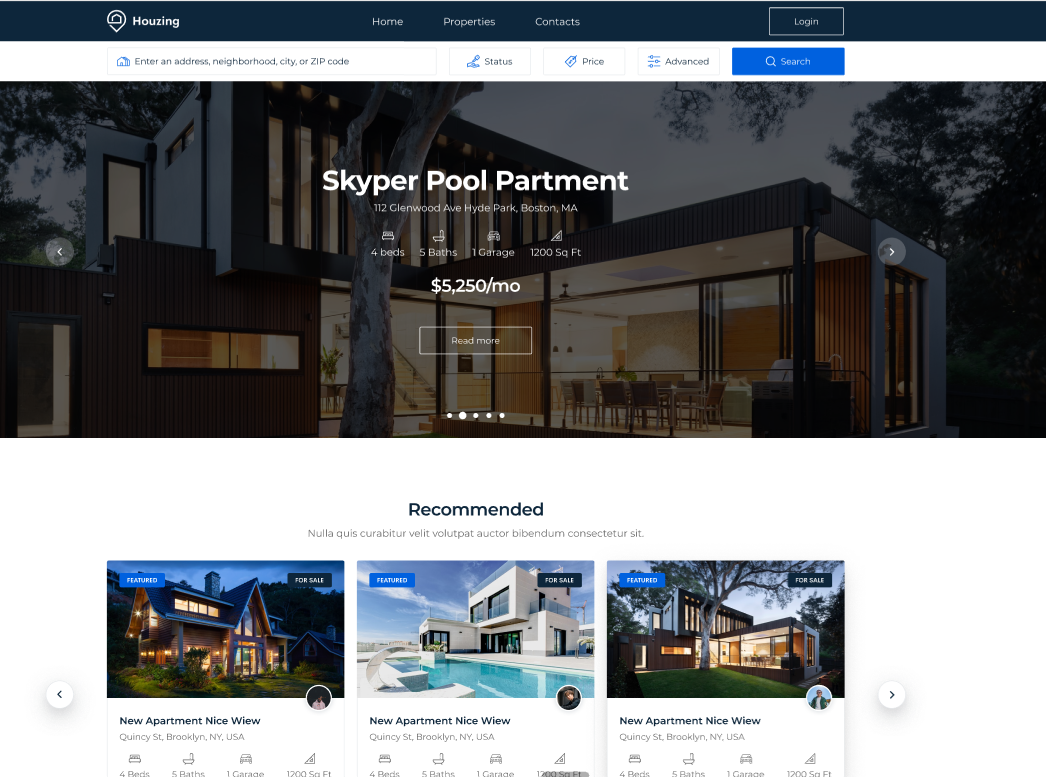 Houzing
Home Properties Contacts
Login
Enter an address, neighborhood, city, or ZIP code
Status
Price
Advanced
Search
Skyper Pool Partment
112 Glenwood Ave Hyde Park, Boston, MA
4 beds 5 Baths 1 Garage 1200 Sq Ft
$5,250/mo
Read more
Recommended
Nulla quis curabitur velit volutpat auctor bibendum consectetur sit.
FEATURED FOR SALE
New Apartment Nice Wiew
Quincy St, Brooklyn, NY, USA
4 Beds 5 Baths 1 Garage 1200 Sq Ft
FEATURED FOR SALE
New Apartment Nice Wiew
Quincy St, Brooklyn, NY, USA
4 Beds 5 Baths 1 Garage 1200 Sq Ft
FEATURED FOR SALE
New Apartment Nice Wiew
Quincy St, Brooklyn, NY, USA
4 Beds 5 Baths 1 Garage 1200 Sq Ft